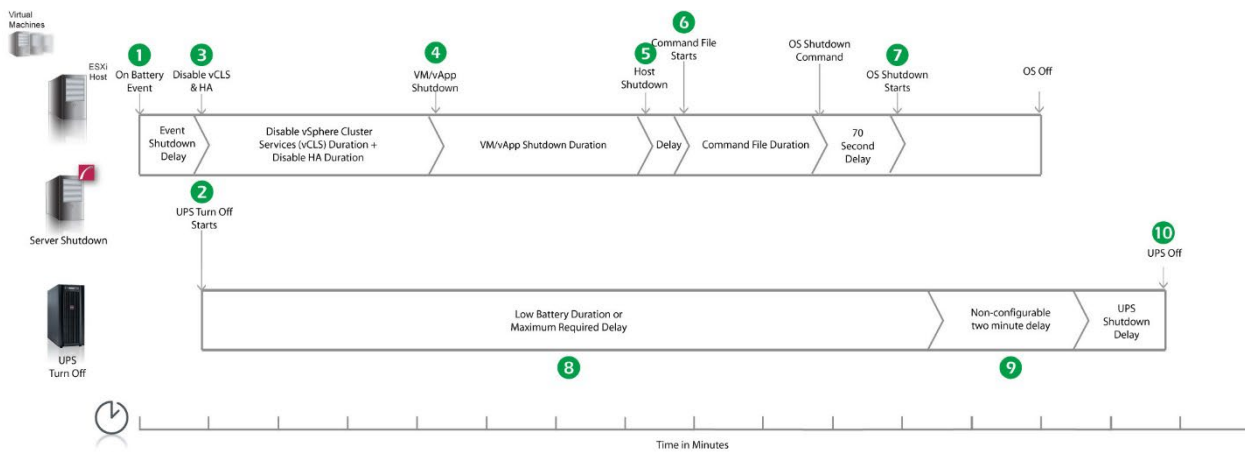 Virtual
Machines
ESXi
Host
1
On Battery
Event
3
Disable vCLS
& HA
4
VM/vApp
Shutdown
5
Host
Shutdown
6
Command File
Starts
OS Shutdown
Command
7
OS Shutdown
Starts
OS Off
Event
Shutdown
Delay
Disable vSphere Cluster
Services (vCLS) Duration +
Disable HA Duration
VM/vApp Shutdown Duration
Delay
Command File Duration
70
Second
Delay
Server Shutdown
2
UPS Turn Off
Starts
10
UPS Off
Low Battery Duration or
Maximum Required Delay
Non-configurable
two minute delay
UPS
Shutdown
Delay
UPS
Turn Off
8
9
Time in Minutes